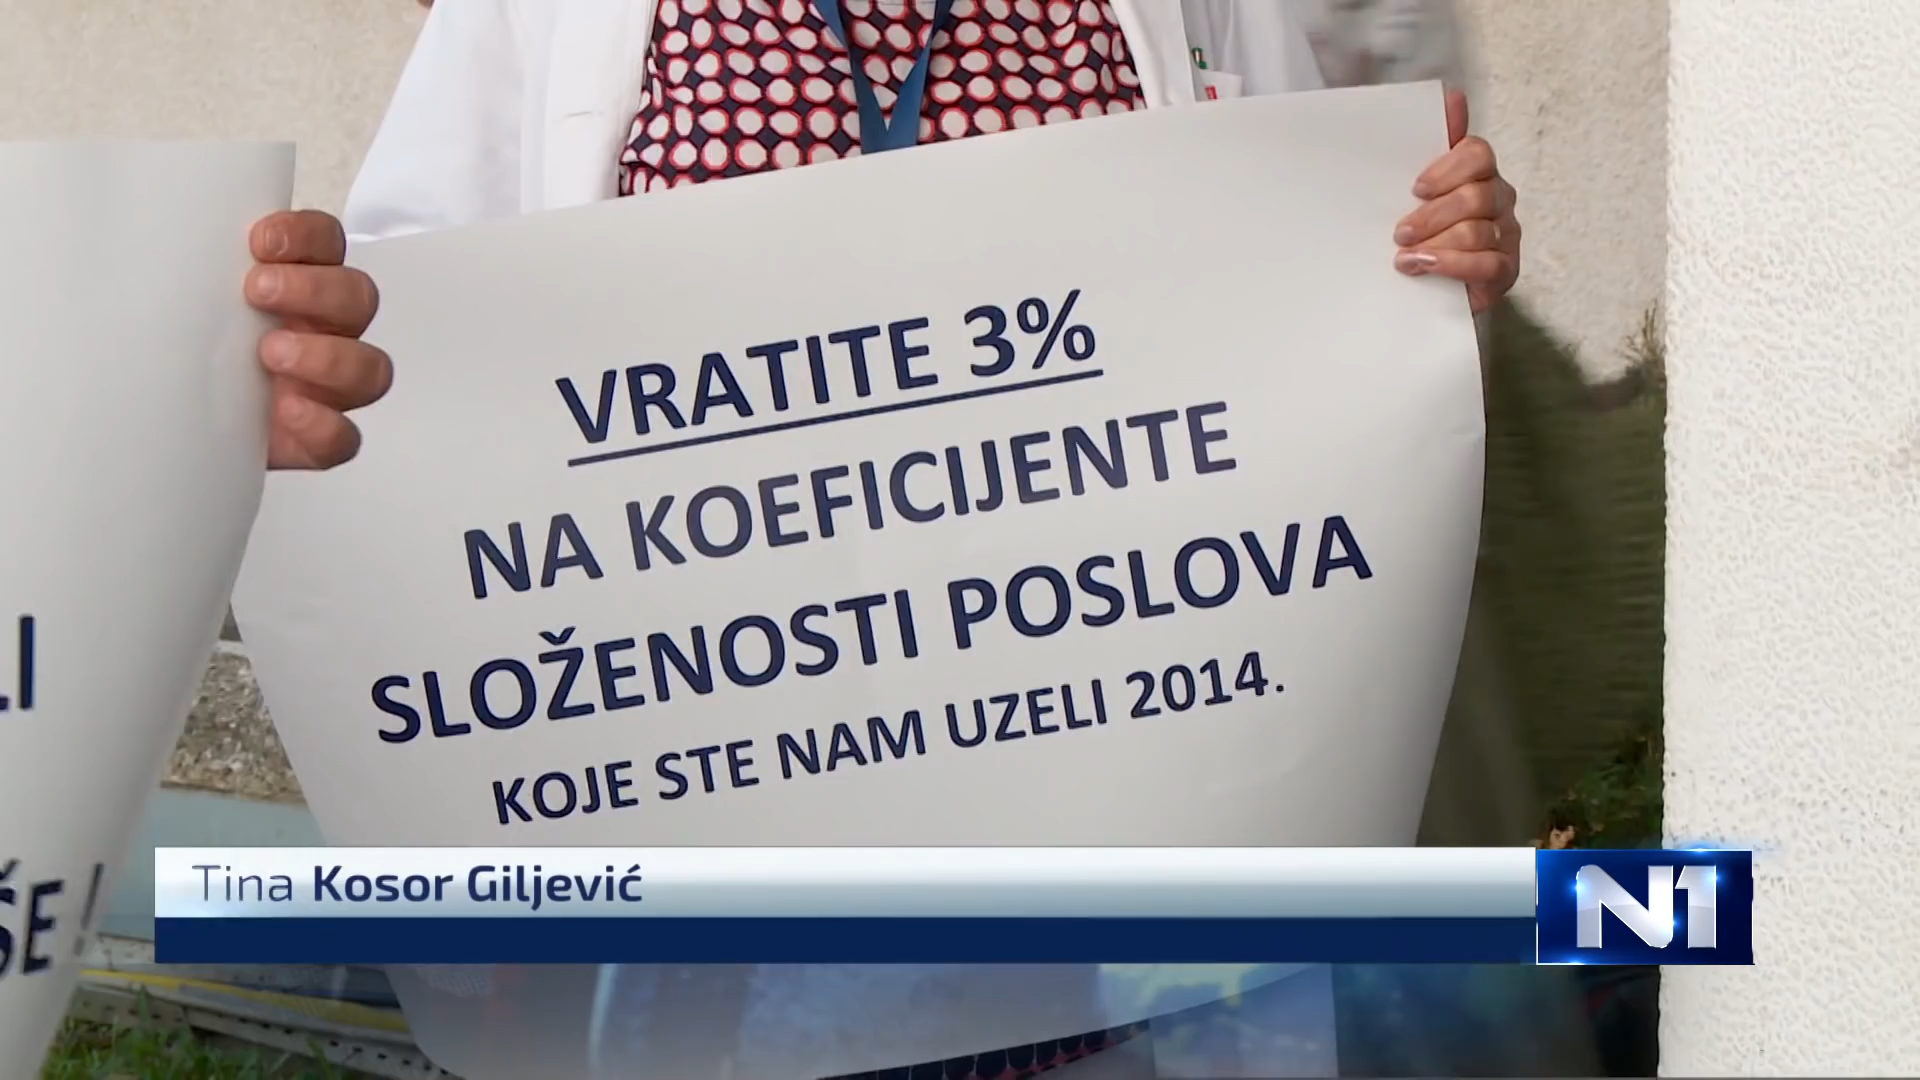 VRATITE 3%
NA KOEFICIJENTE
SLOŽENOSTI POSLOVA
KOJE STE NAM UZELI 2014.
Tina Kosor Giljević
N1